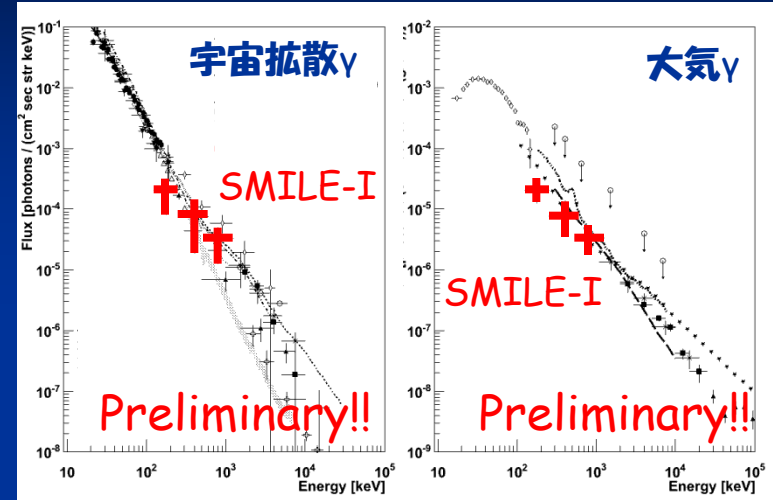 宇宙拡散γ
SMILE-I
Preliminary!!
Flux [photons / (cm² sec str keV)]
10⁻¹
10⁻²
10⁻³
10⁻⁴
10⁻⁵
10⁻⁶
10⁻⁷
10⁻⁸
10 10² 10³ 10⁴ 10⁵
Energy [keV]
大気γ
SMILE-I
Preliminary!!
10⁻²
10⁻³
10⁻⁴
10⁻⁵
10⁻⁶
10⁻⁷
10⁻⁸
10⁻⁹
10 10² 10³ 10⁴ 10⁵
Energy [keV]